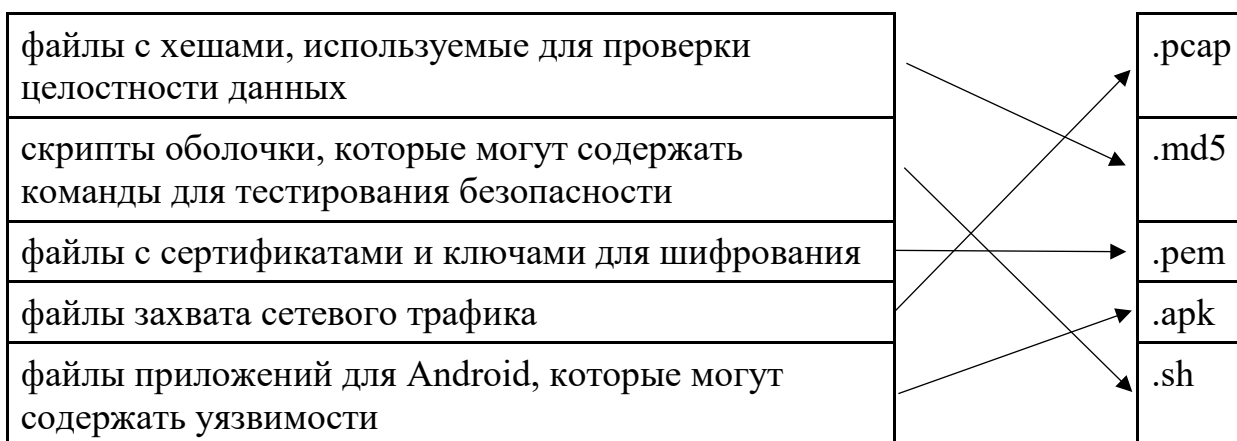 файлы с хешами, используемые для проверки
целостности данных
.pcap
скрипты оболочки, которые могут содержать
команды для тестирования безопасности
.md5
файлы с сертификатами и ключами для шифрования
.pem
файлы захвата сетевого трафика
.apk
файлы приложений для Android, которые могут
содержать уязвимости
.sh